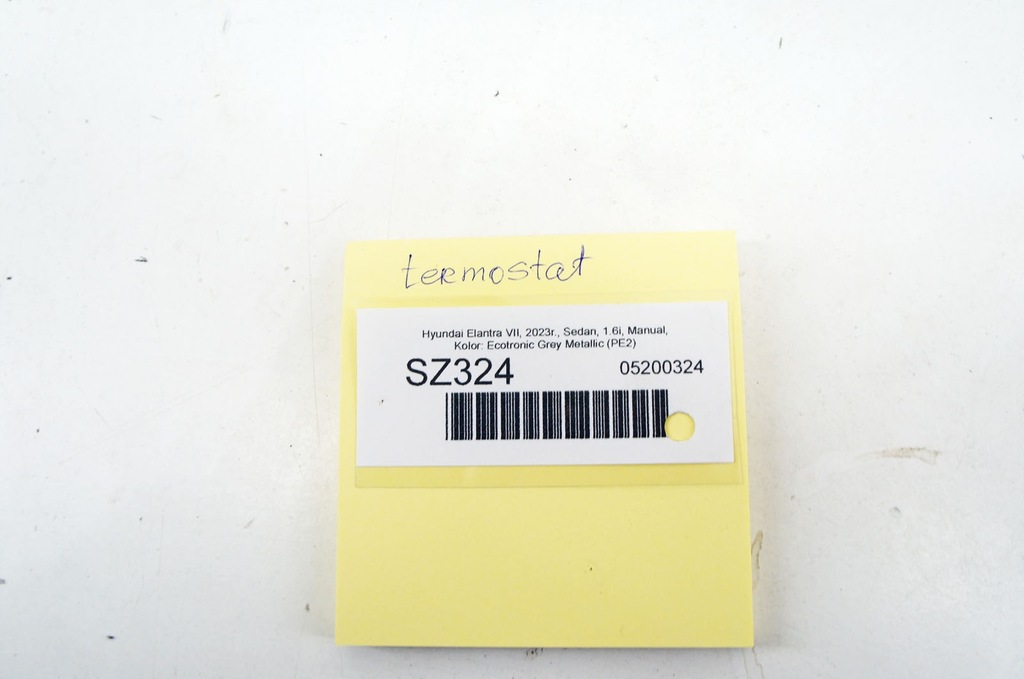 termostat
Hyundai Elantra VII, 2023r., Sedan, 1.6i, Manual,
Kolor: Ecotronic Grey Metallic (PE2)
SZ324 05200324